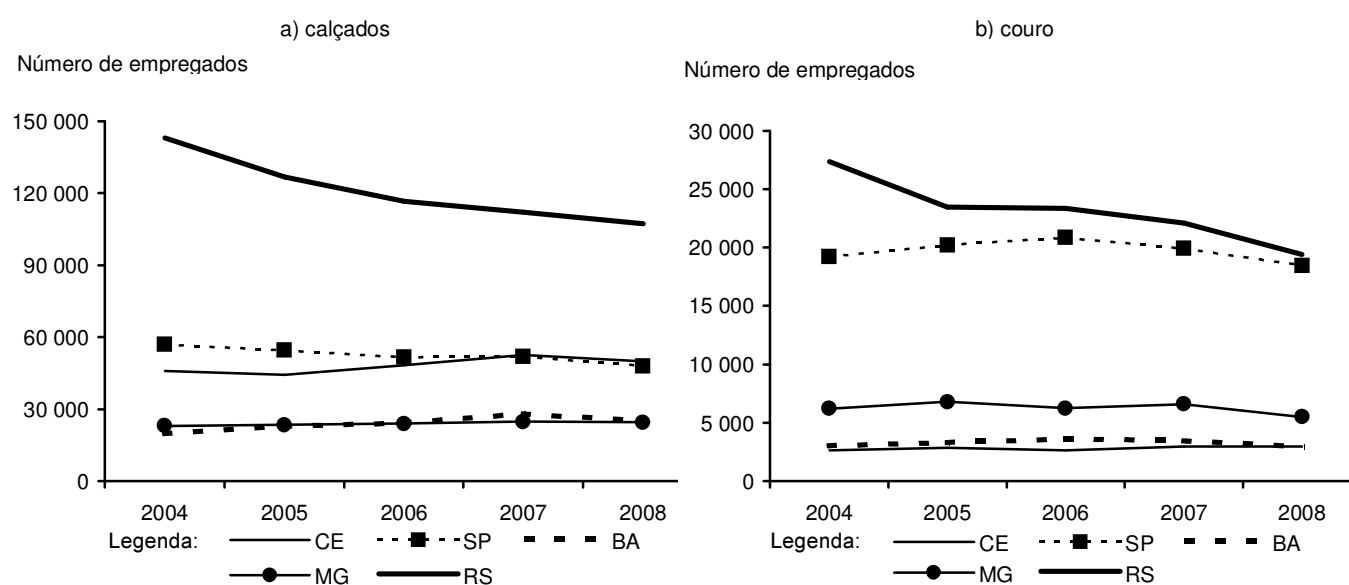 a) calçados
Número de empregados
150 000
120 000
90 000
60 000
30 000
0
2004 2005 2006 2007 2008
Legenda: CE SP BA
MG RS
b) couro
Número de empregados
30 000
25 000
20 000
15 000
10 000
5 000
0
2004 2005 2006 2007 2008
Legenda: CE SP BA
MG RS